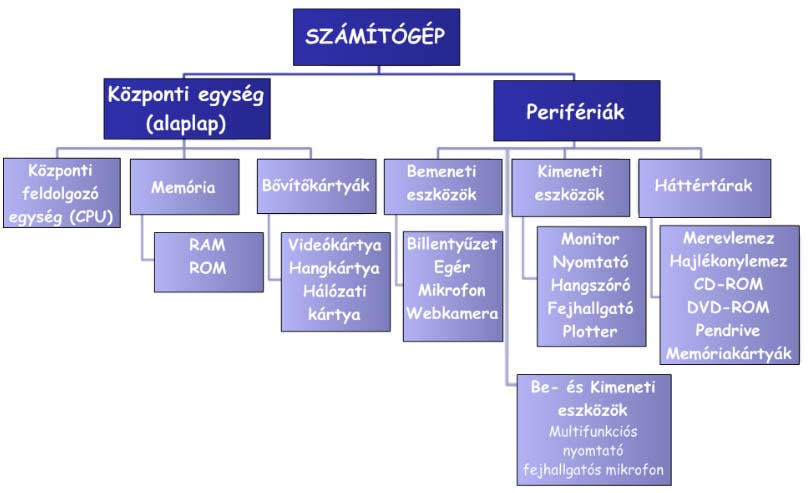 SZÁMÍTÓGÉP
Központi egység
(alaplap)
Perifériák
Központi
feldolgozó
egység (CPU)
Memória
Bővítőkártyák
Bemeneti
eszközök
Kimeneti
eszközök
Háttértárak
RAM
ROM
Videókártya
Hangkártya
Hálózati
kártya
Billentyűzet
Egér
Mikrofon
Webkamera
Monitor
Nyomtató
Hangszóró
Fejhallgató
Plotter
Merevlemez
Hajlékonylemez
CD-ROM
DVD-ROM
Pendrive
Memóriakártyák
Be- és Kimeneti
eszközök
Multifunkciós
nyomtató
fejhallgatós mikrofon